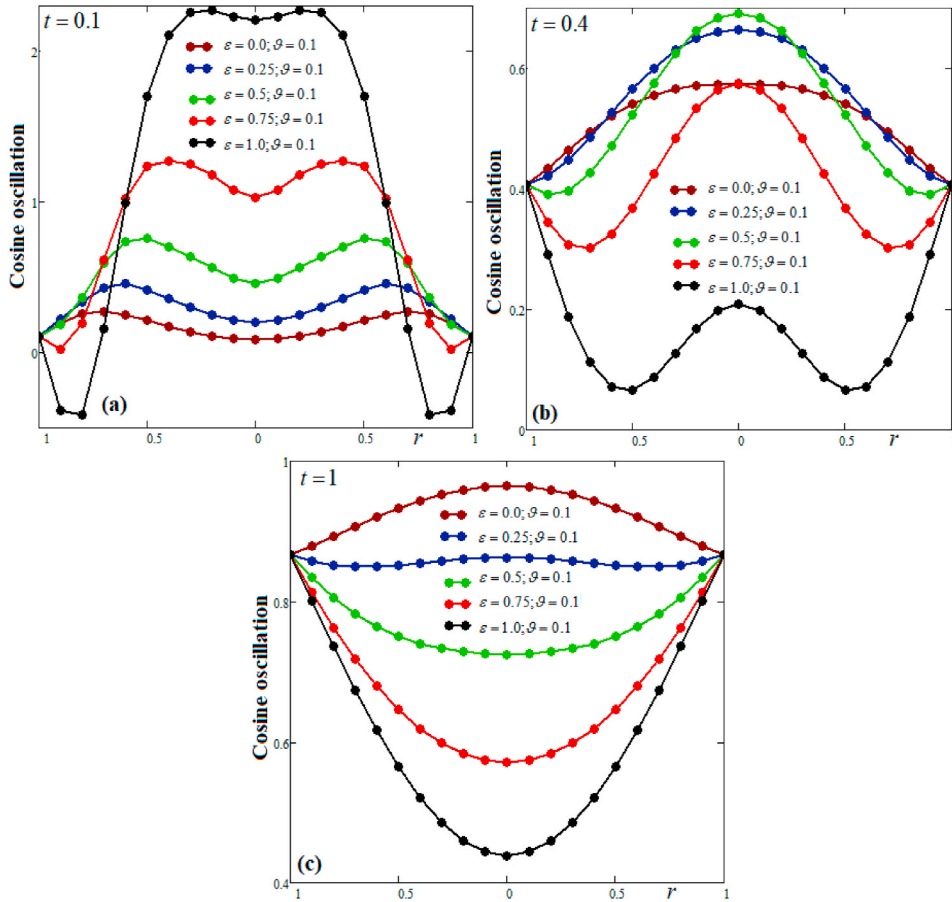 t = 0.1
Cosine oscillation
2
1
0
ε = 0.0; ϑ = 0.1
ε = 0.25; ϑ = 0.1
ε = 0.5; ϑ = 0.1
ε = 0.75; ϑ = 0.1
ε = 1.0; ϑ = 0.1
(a)
1 0.5 0 0.5 r 1
t = 0.4
Cosine oscillation
0.6
0.4
0.2
0
ε = 0.0; ϑ = 0.1
ε = 0.25; ϑ = 0.1
ε = 0.5; ϑ = 0.1
ε = 0.75; ϑ = 0.1
ε = 1.0; ϑ = 0.1
(b)
1 0.5 0 0.5 r 1
t = 1
Cosine oscillation
1
0.8
0.6
0.4
ε = 0.0; ϑ = 0.1
ε = 0.25; ϑ = 0.1
ε = 0.5; ϑ = 0.1
ε = 0.75; ϑ = 0.1
ε = 1.0; ϑ = 0.1
(c)
1 0.5 0 0.5 r 1